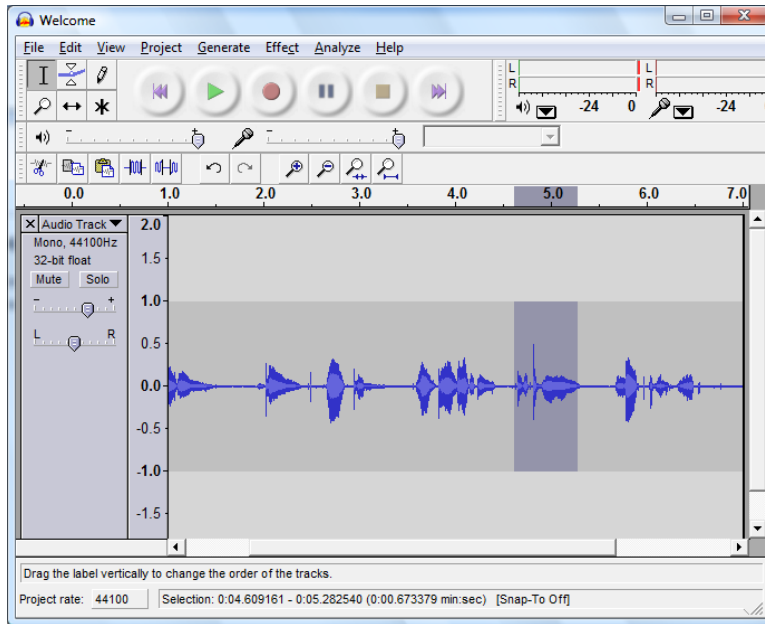 Welcome
File Edit View Project Generate Effect Analyze Help
L
R
-24 0
L
R
-24
0.0 1.0 2.0 3.0 4.0 5.0 6.0 7.0
X Audio Track
Mono, 44100Hz
32-bit float
Mute Solo
- +
L R
2.0
1.5
1.0
0.5
0.0
-0.5
-1.0
-1.5
Drag the label vertically to change the order of the tracks.
Project rate: 44100 Selection: 0:04.609161 - 0:05.282540 (0:00.673379 min:sec) [Snap-To Off]